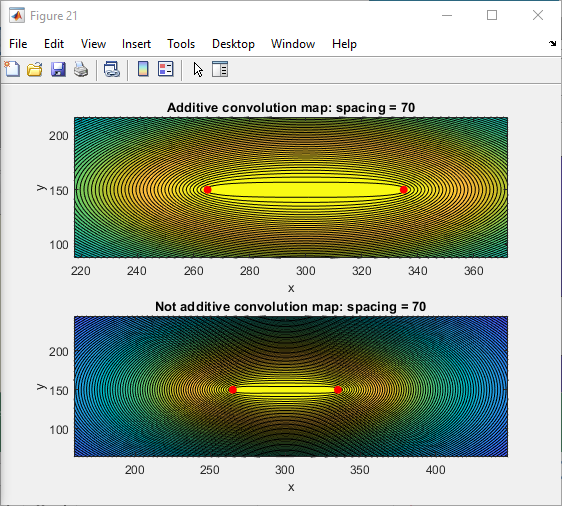 Figure 21
File Edit View Insert Tools Desktop Window Help
Additive convolution map: spacing = 70
200
150
100
y
220 240 260 280 300 320 340 360
x
Not additive convolution map: spacing = 70
200
150
100
y
200 250 300 350 400
x